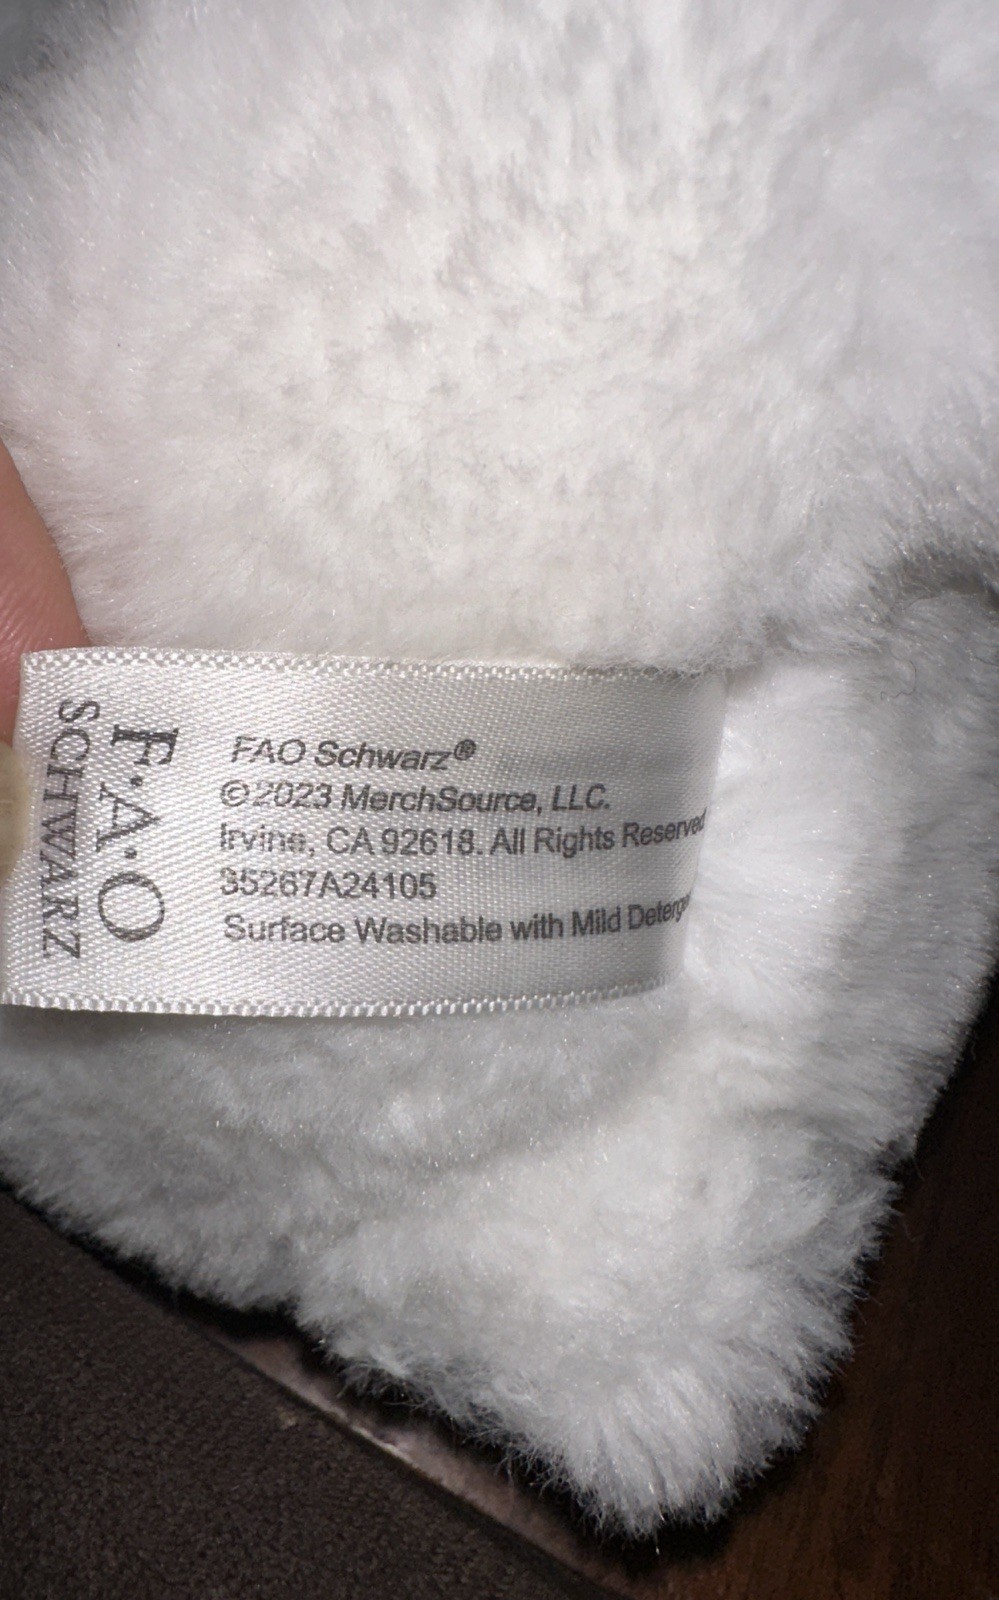 F·A·O
SCHWARZ
FAO Schwarz®
©2023 MerchSource, LLC.
Irvine, CA 92618. All Rights Reserved
35267A24105
Surface Washable with Mild